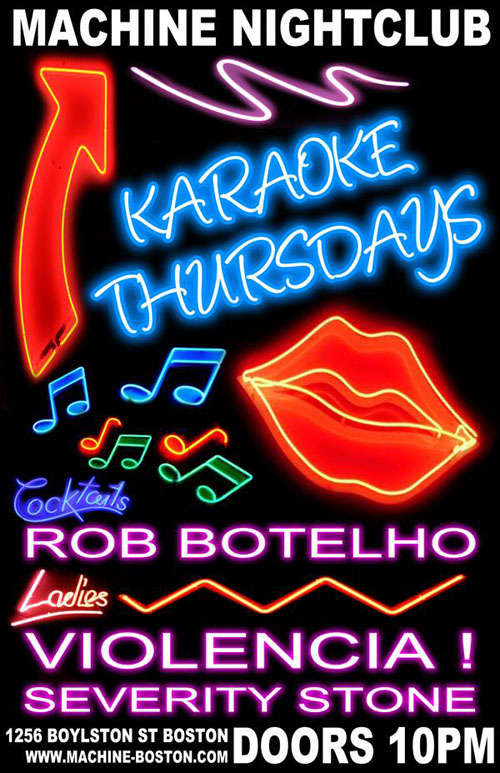 MACHINE NIGHTCLUB
KARAOKE
THURSDAYS
Cocktails
ROB BOTELHO
Ladies
VIOLENCIA !
SEVERITY STONE
1256 BOYLSTON ST BOSTON
WWW.MACHINE-BOSTON.COM
DOORS 10PM